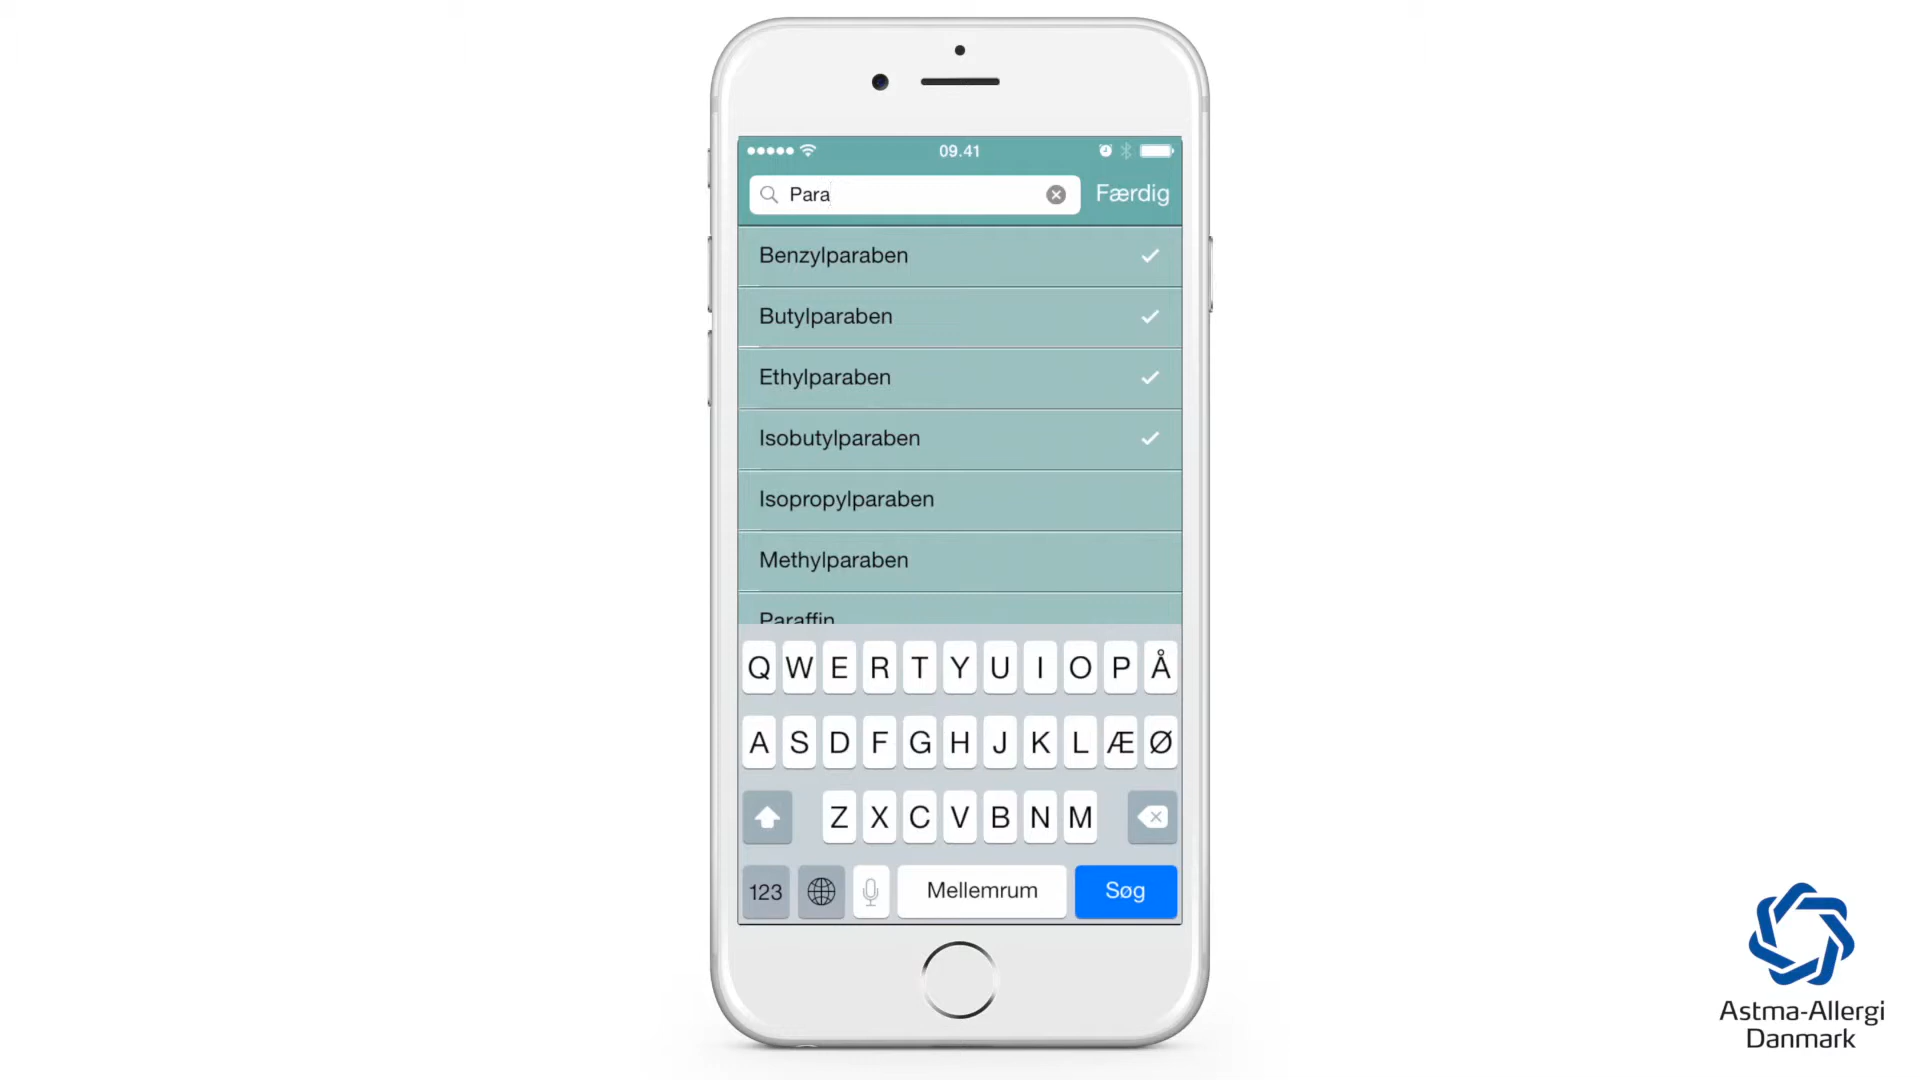 09.41
Para
Færdig
Benzylparaben
Butylparaben
Ethylparaben
Isobutylparaben
Isopropylparaben
Methylparaben
Paraffin
Q W E R T Y U I O P Å
A S D F G H J K L Æ Ø
Z X C V B N M
123 Mellemrum Søg
Astma-Allergi
Danmark